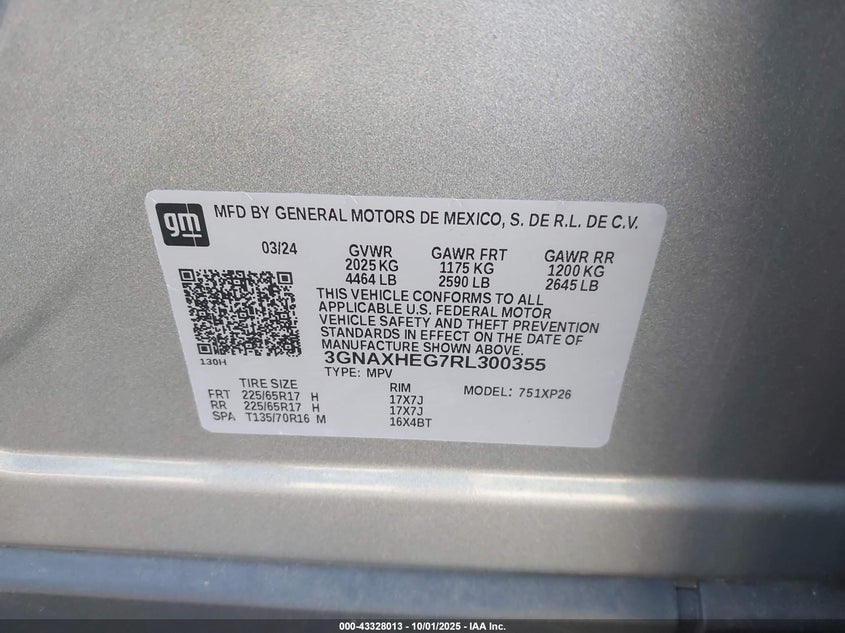 gm
MFD BY GENERAL MOTORS DE MEXICO, S. DE R.L. DE C.V.
03/24 GVWR GAWR FRT GAWR RR
2025 KG 1175 KG 1200 KG
4464 LB 2590 LB 2645 LB
THIS VEHICLE CONFORMS TO ALL
APPLICABLE U.S. FEDERAL MOTOR
VEHICLE SAFETY AND THEFT PREVENTION
STANDARDS IN EFFECT ON THE DATE OF
MANUFACTURE SHOWN ABOVE.
130H
3GNAXHEG7RL300355
TYPE: MPV
TIRE SIZE RIM MODEL: 751XP26
FRT 225/65R17 H 17X7J
RR 225/65R17 H 17X7J
SPA T135/70R16 M 16X4BT
000-43328013 - 10/01/2025 - IAA Inc.